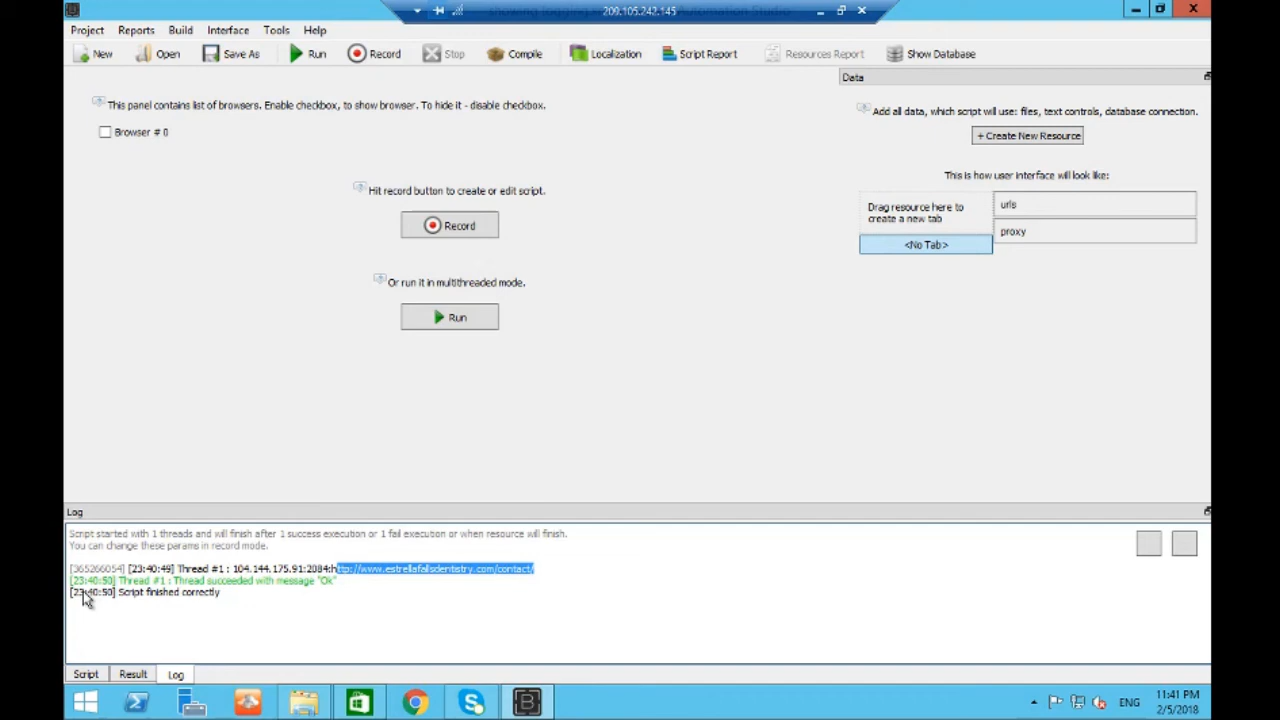 209.105.242.145
Project Reports Build Interface Tools Help
New Open Save As Run Record Stop Compile Localization Script Report Resources Report Show Database
Data
This panel contains list of browsers. Enable checkbox, to show browser. To hide it - disable checkbox.
Browser # 0
Add all data, which script will use: files, text controls, database connection.
+ Create New Resource
This is how user interface will look like:
Drag resource here to
create a new tab
<No Tab>
urls
proxy
Hit record button to create or edit script.
Record
Or run it in multithreaded mode.
Run
Log
Script started with 1 threads and will finish after 1 success execution or 1 fail execution or when resource will finish.
You can change these params in record mode.
[365266054] [23:40:49] Thread #1 : 104.144.175.91:2084:http://www.estrellafallsdentistry.com/contact/
[23:40:50] Thread #1 : Thread succeeded with message "Ok"
[23:40:50] Script finished correctly
Script Result Log
ENG
11:41 PM
2/5/2018